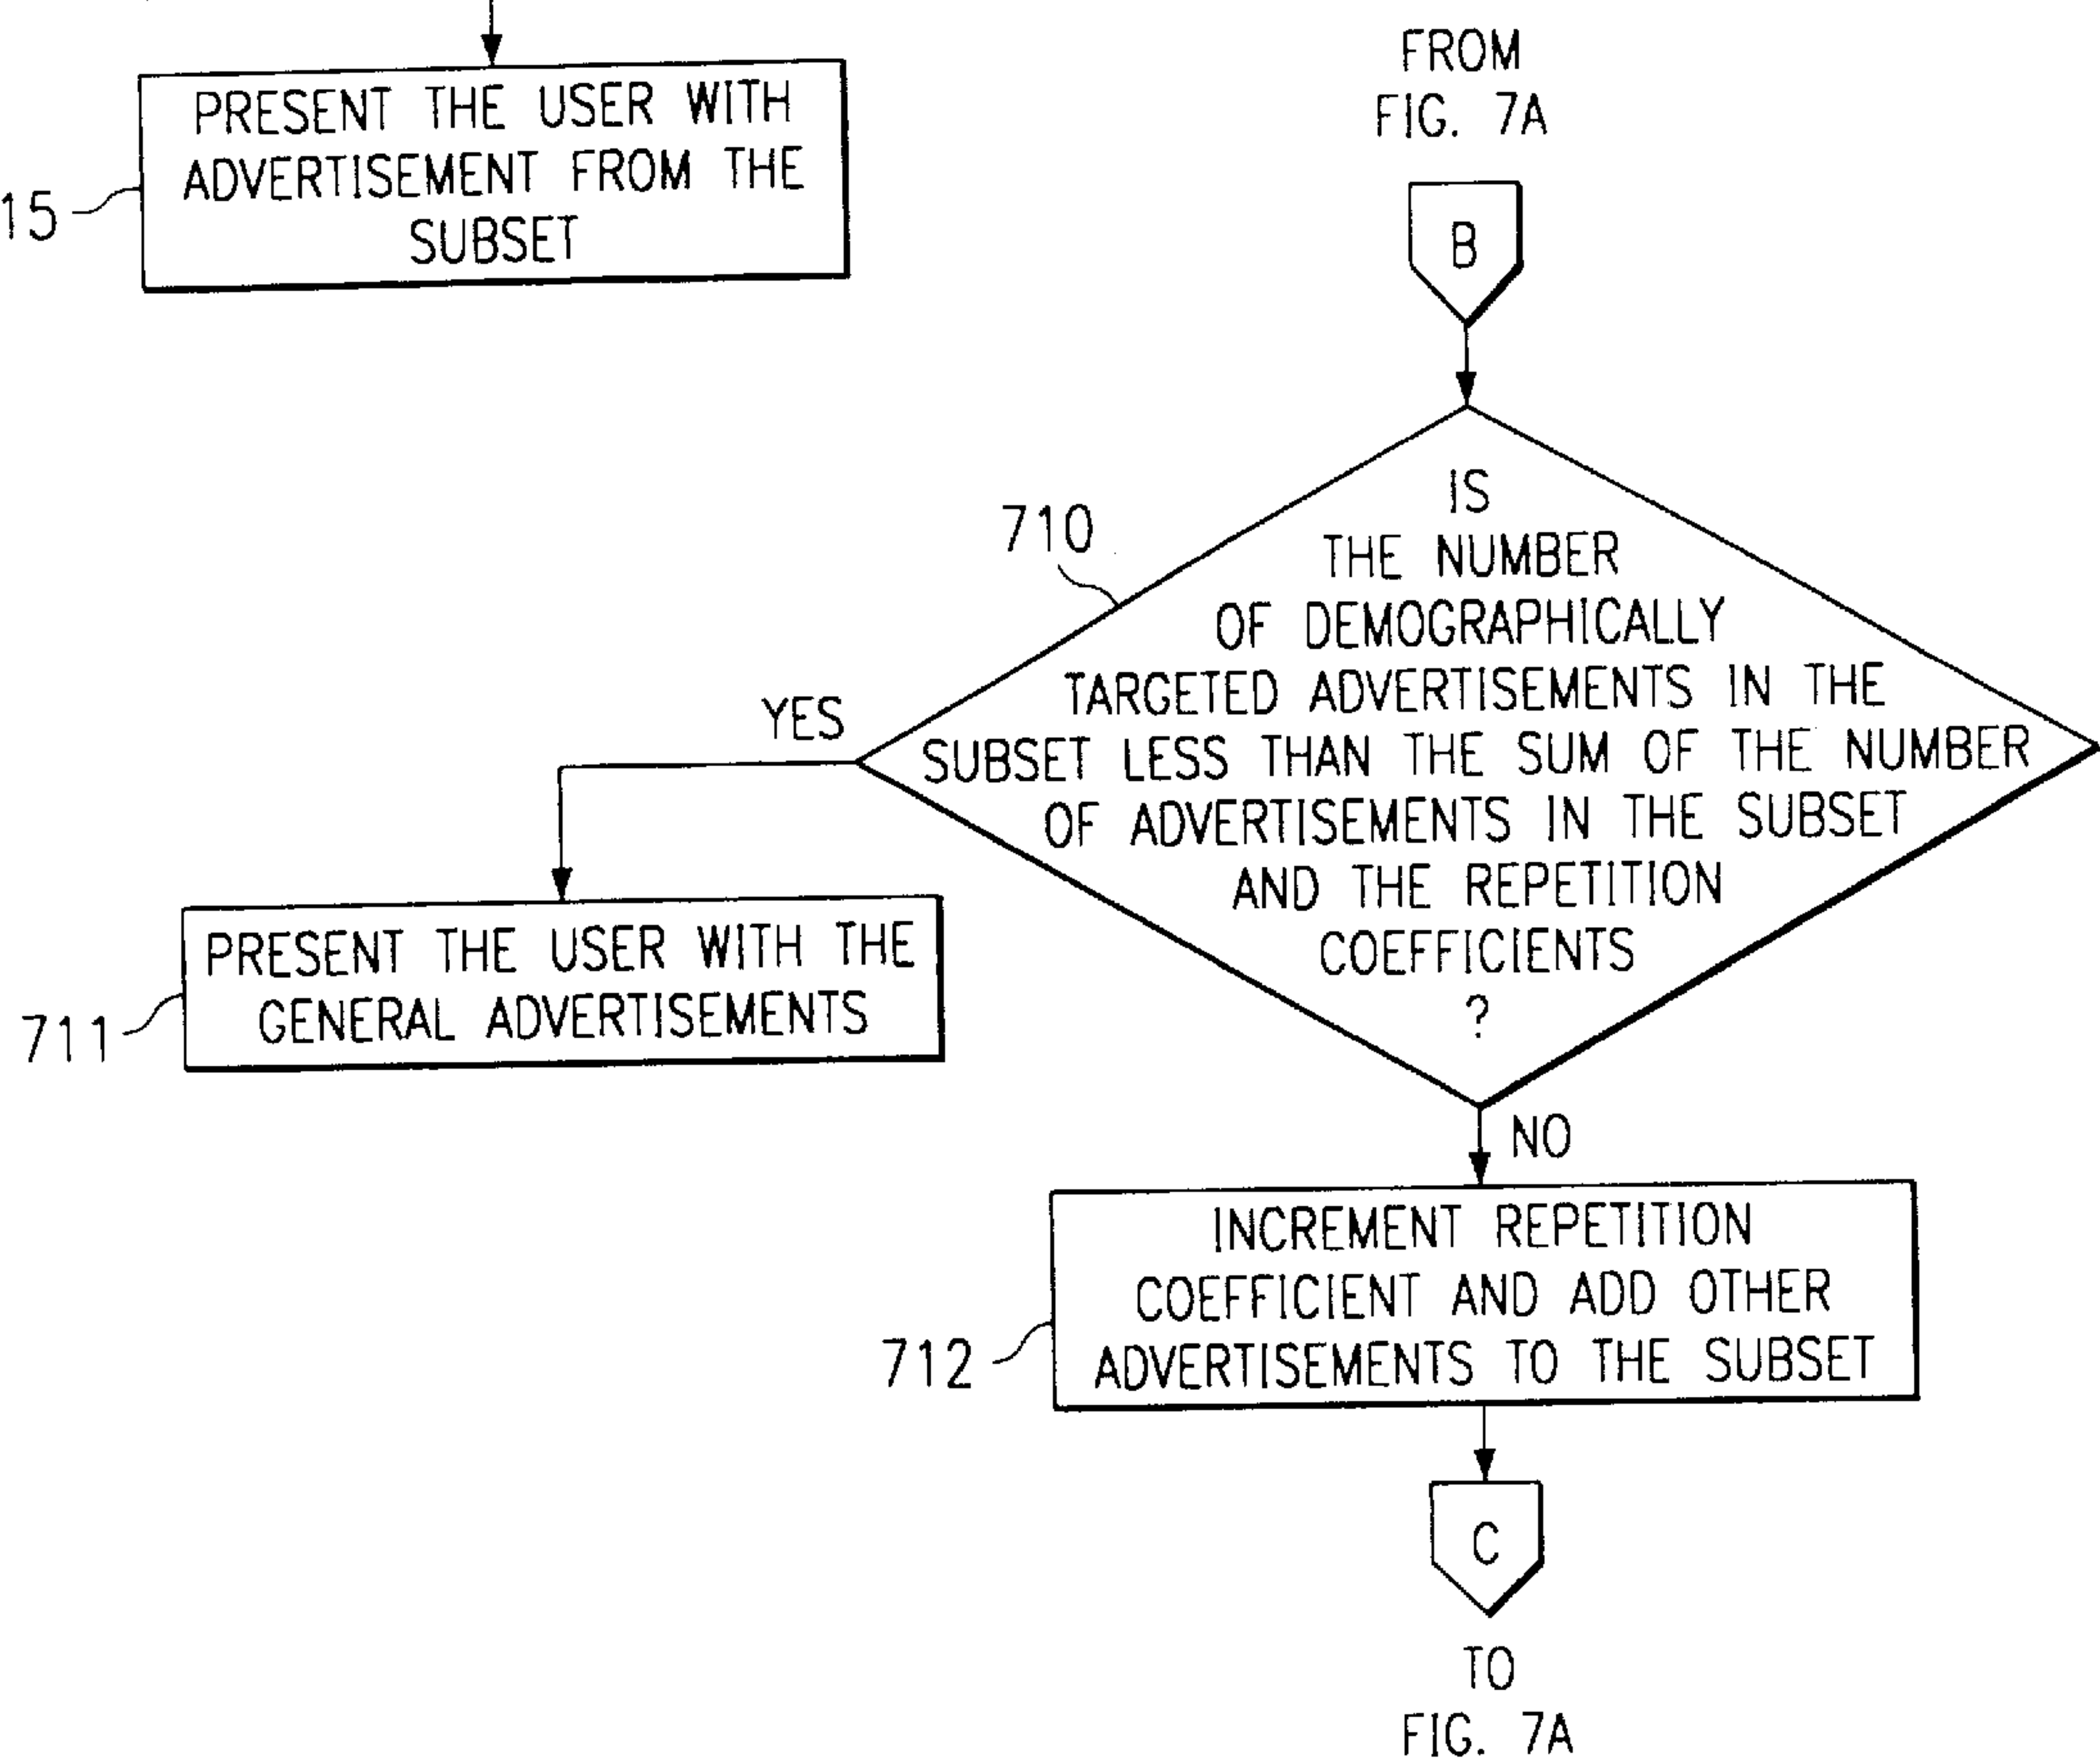 PRESENT THE USER WITH
ADVERTISEMENT FROM THE
SUBSET
15
FROM
FIG. 7A
B
710
IS
THE NUMBER
OF DEMOGRAPHICALLY
TARGETED ADVERTISEMENTS IN THE
SUBSET LESS THAN THE SUM OF THE NUMBER
OF ADVERTISEMENTS IN THE SUBSET
AND THE REPETITION
COEFFICIENTS
?
YES
PRESENT THE USER WITH THE
GENERAL ADVERTISEMENTS
711
NO
INCREMENT REPETITION
COEFFICIENT AND ADD OTHER
ADVERTISEMENTS TO THE SUBSET
712
C
TO
FIG. 7A